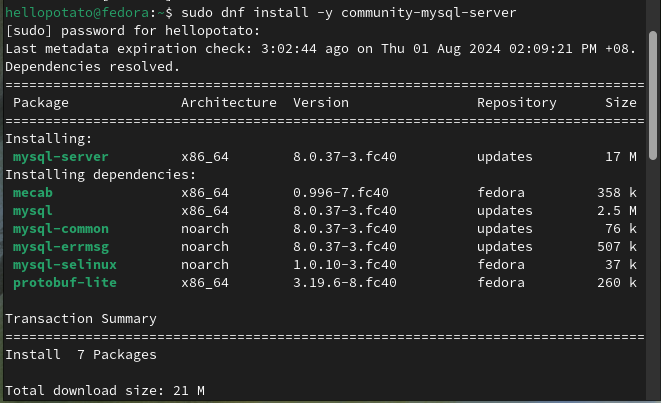 hellopotato@fedora:~$ sudo dnf install -y community-mysql-server
[sudo] password for hellopotato:
Last metadata expiration check: 3:02:44 ago on Thu 01 Aug 2024 02:09:21 PM +08.
Dependencies resolved.
================================================================================
Package Architecture Version Repository Size
================================================================================
Installing:
mysql-server x86_64 8.0.37-3.fc40 updates 17 M
Installing dependencies:
mecab x86_64 0.996-7.fc40 fedora 358 k
mysql x86_64 8.0.37-3.fc40 updates 2.5 M
mysql-common noarch 8.0.37-3.fc40 updates 76 k
mysql-errmsg noarch 8.0.37-3.fc40 updates 507 k
mysql-selinux noarch 1.0.10-3.fc40 fedora 37 k
protobuf-lite x86_64 3.19.6-8.fc40 fedora 260 k
Transaction Summary
================================================================================
Install 7 Packages
Total download size: 21 M